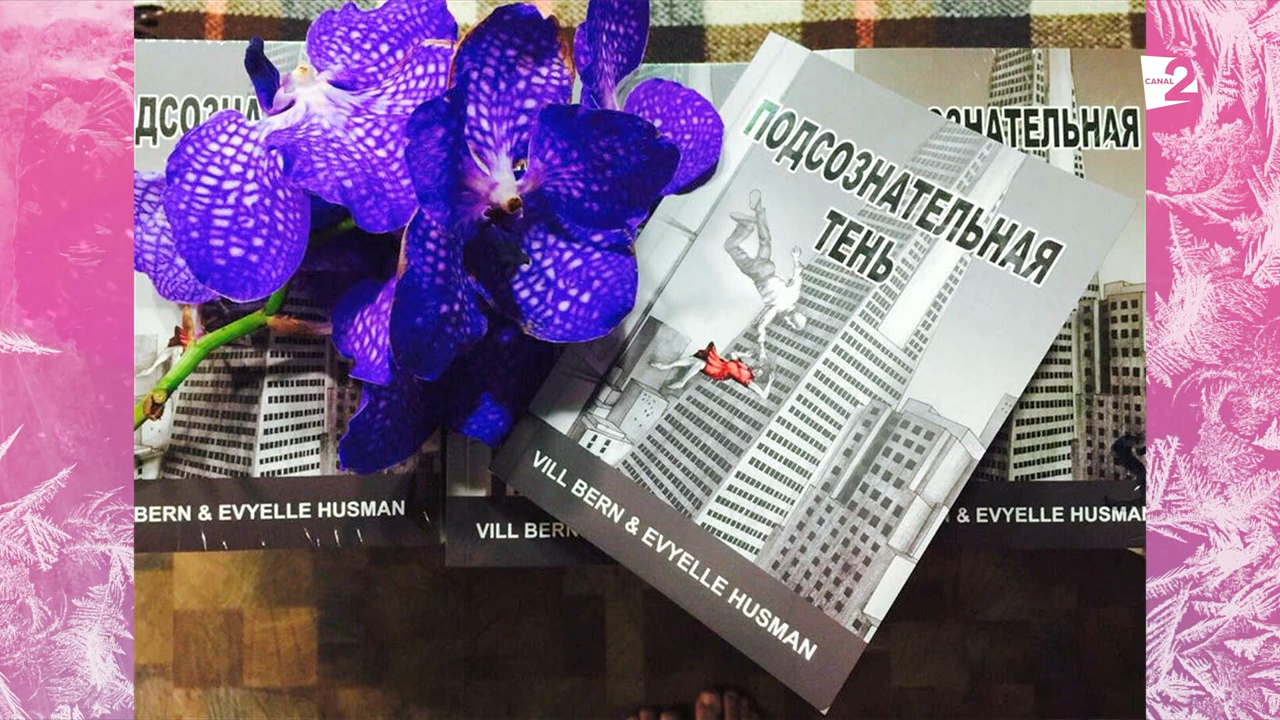 CANAL 2
ДСОЗНА
ПОДСОЗНАТЕЛЬНАЯ
ТЕНЬ
VILL BERN & EVYELLE HUSMAN
ЗНАТЕЛЬНАЯ
BERN & EVYELLE HUSMAN
VILL BERN
& EVYELLE HUSMAN